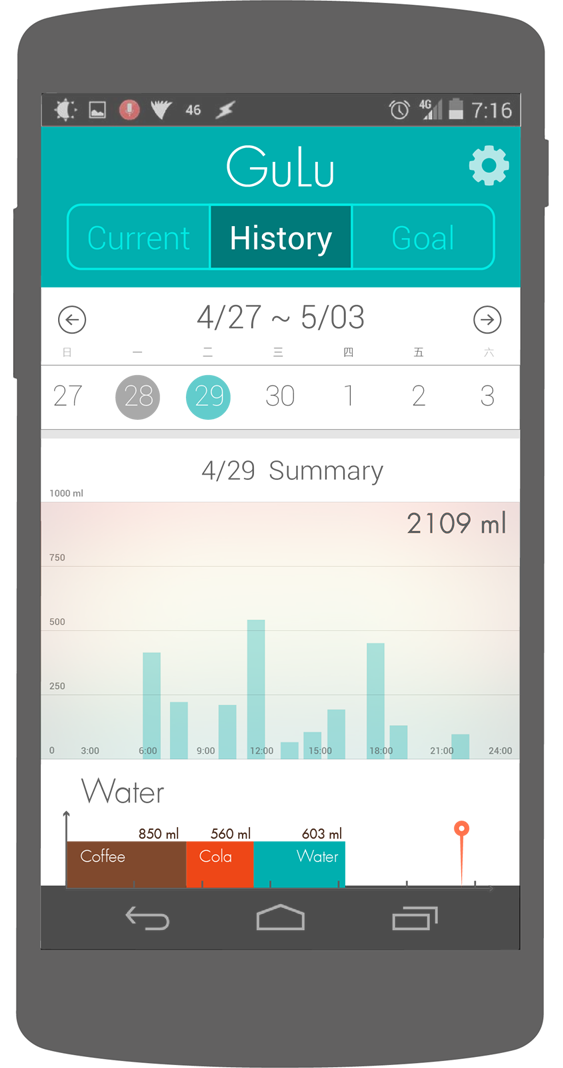 46 4G 7:16
GuLu
Current History Goal
4/27 ~ 5/03
日 一 二 三 四 五 六
27 28 29 30 1 2 3
4/29 Summary
1000 ml
2109 ml
750
500
250
0 3:00 6:00 9:00 12:00 15:00 18:00 21:00 24:00
Water
850 ml 560 ml 603 ml
Coffee Cola Water